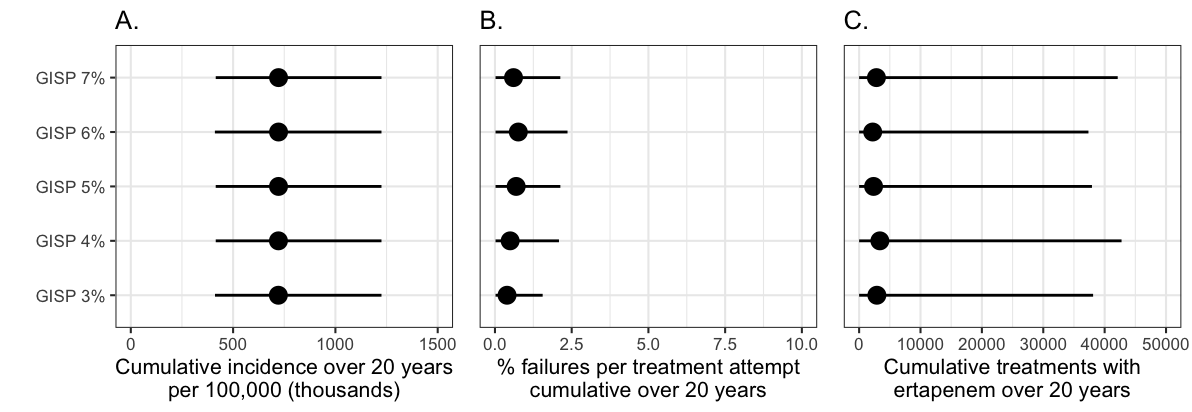 A.
B.
C.
GISP 7%
GISP 6%
GISP 5%
GISP 4%
GISP 3%
0 500 1000 1500
0.0 2.5 5.0 7.5 10.0
0 10000 20000 30000 40000 50000
Cumulative incidence over 20 years
per 100,000 (thousands)
% failures per treatment attempt
cumulative over 20 years
Cumulative treatments with
ertapenem over 20 years